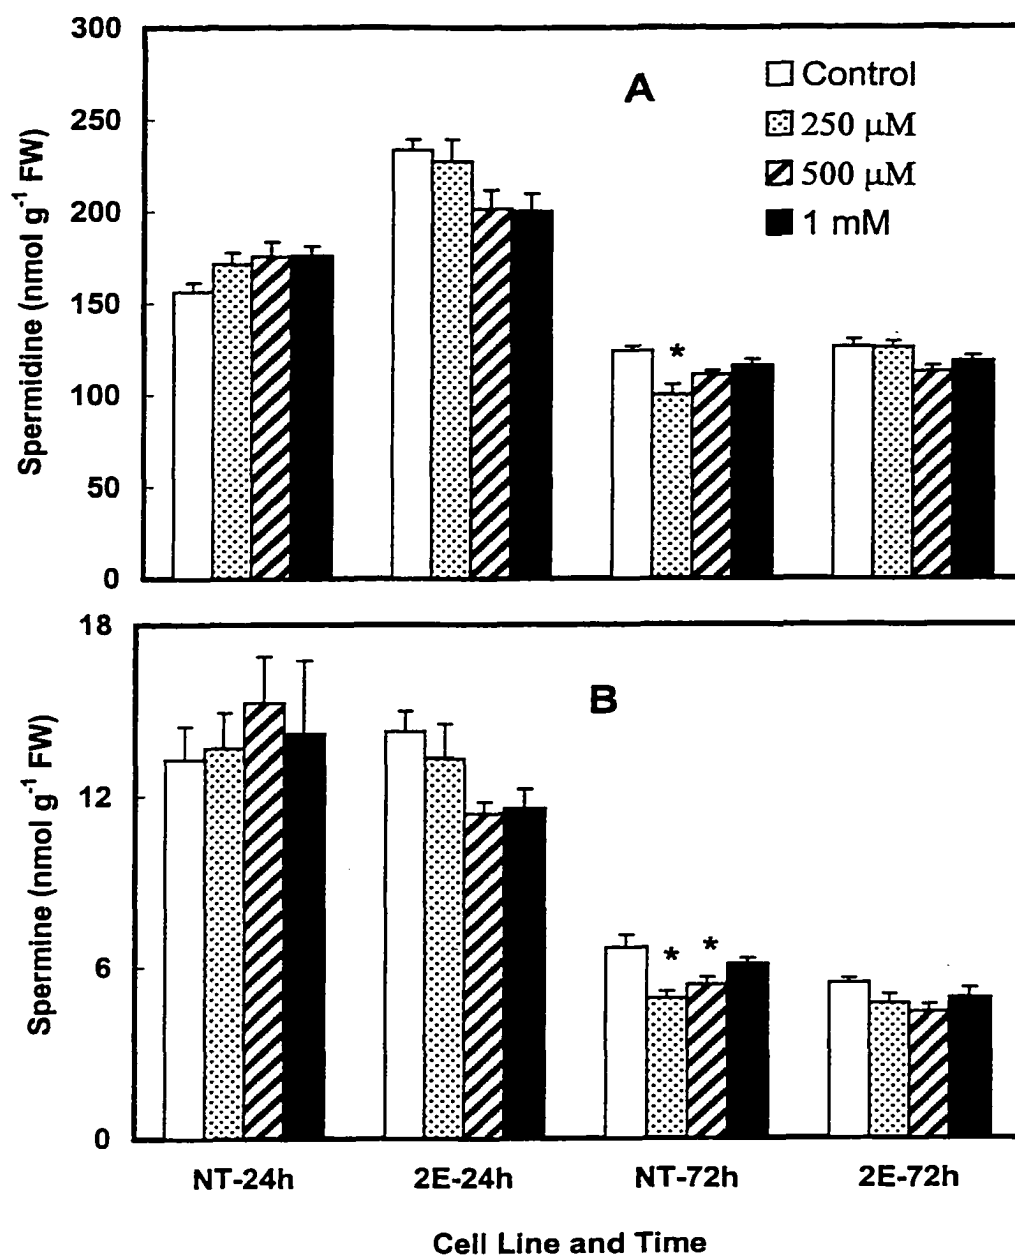 300
250
200
150
100
50
0
Spermidine (nmol g⁻¹ FW)
A
Control
250 µM
500 µM
1 mM
*
18
12
6
0
Spermine (nmol g⁻¹ FW)
B
* *
NT-24h 2E-24h NT-72h 2E-72h
Cell Line and Time